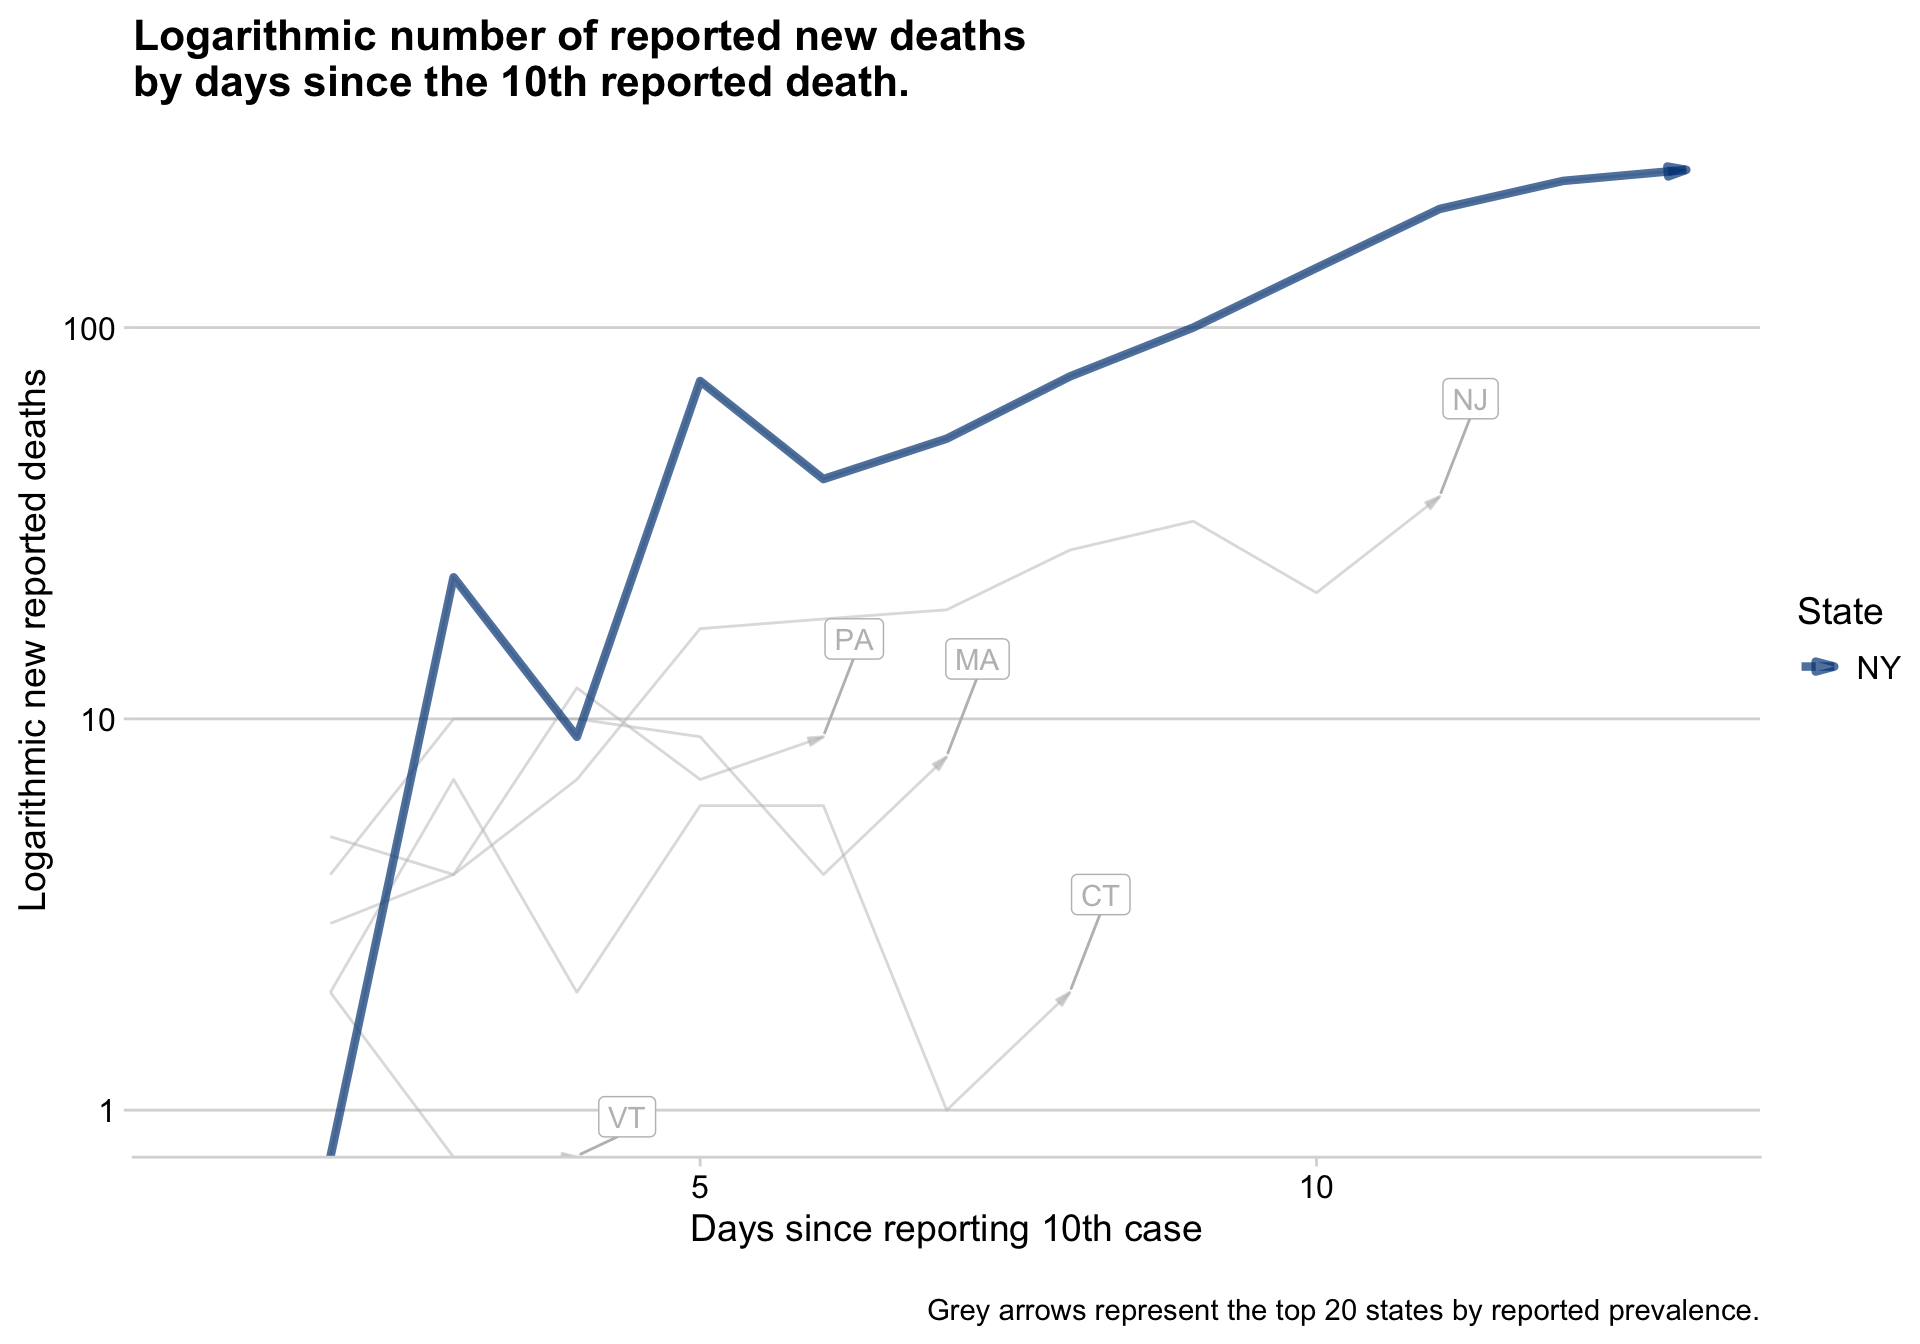 Logarithmic number of reported new deaths
by days since the 10th reported death.
Logarithmic new reported deaths
100
10
1
NJ
PA
MA
CT
VT
State
NY
5
10
Days since reporting 10th case
Grey arrows represent the top 20 states by reported prevalence.